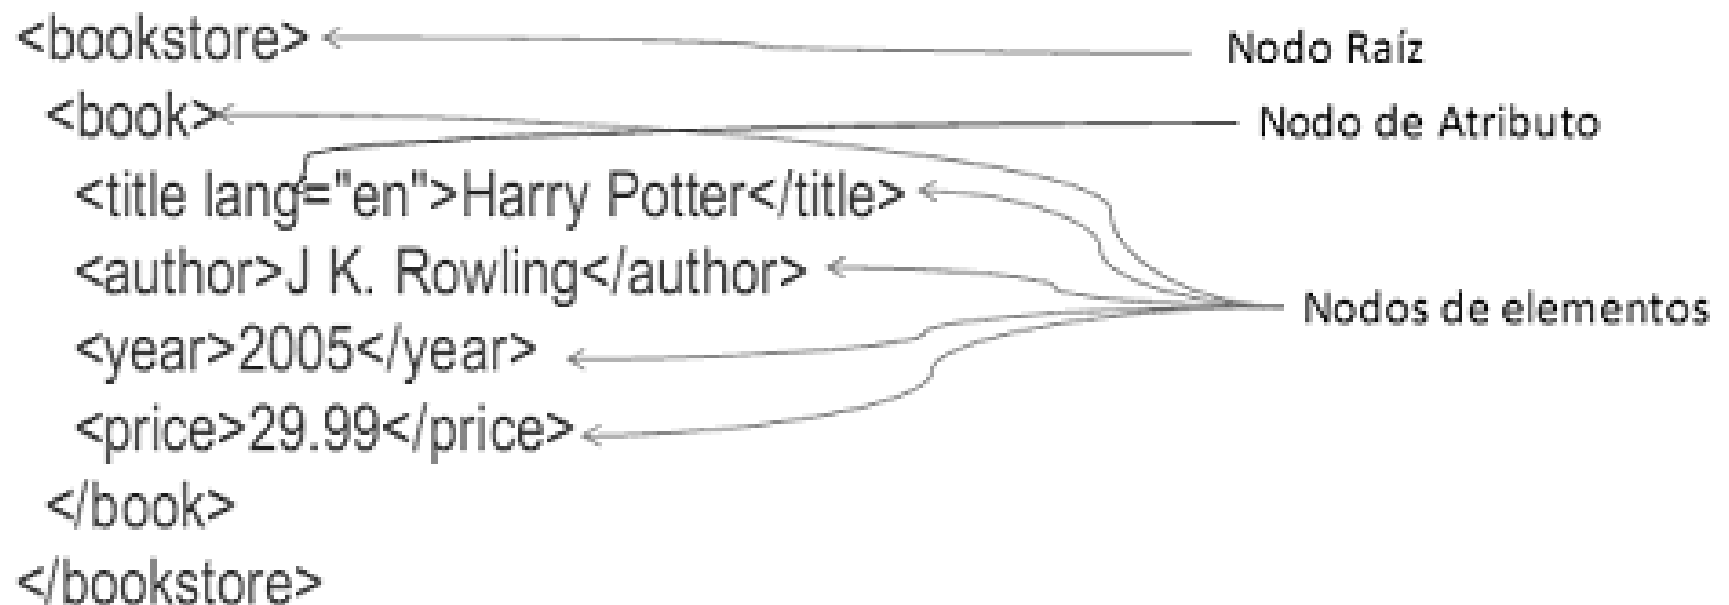 <bookstore>
Nodo Raíz
<book>
Nodo de Atributo
<title lang="en">Harry Potter</title>
<author>J K. Rowling</author>
Nodos de elementos
<year>2005</year>
<price>29.99</price>
</book>
</bookstore>